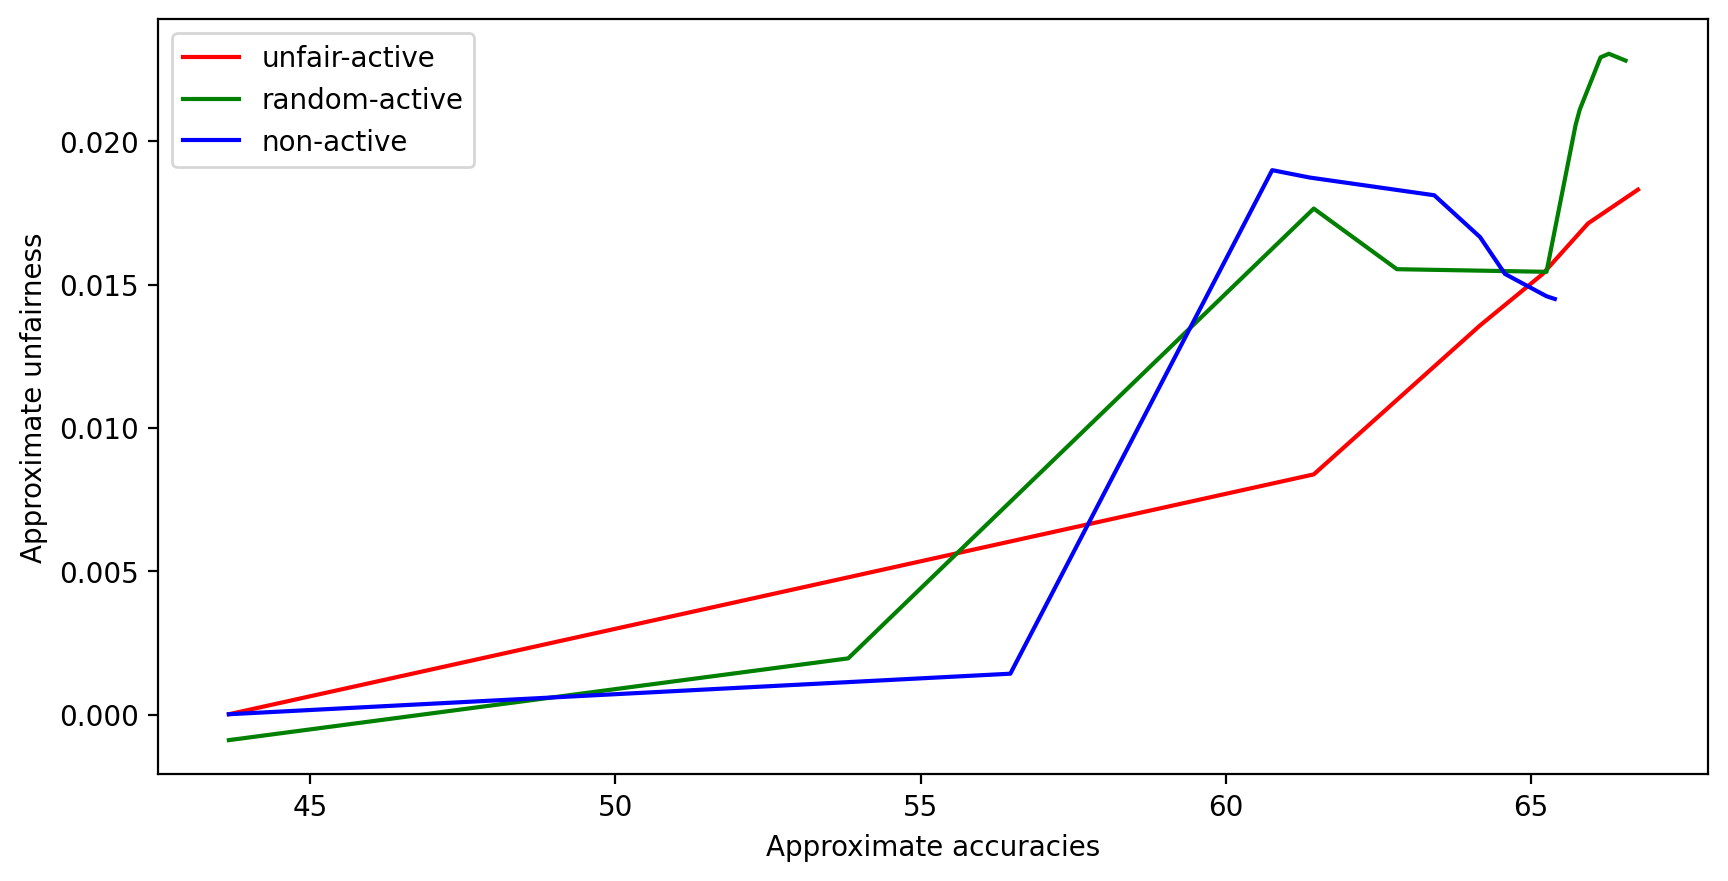 unfair-active
random-active
non-active
0.020
0.015
0.010
0.005
0.000
Approximate unfairness
45 50 55 60 65
Approximate accuracies